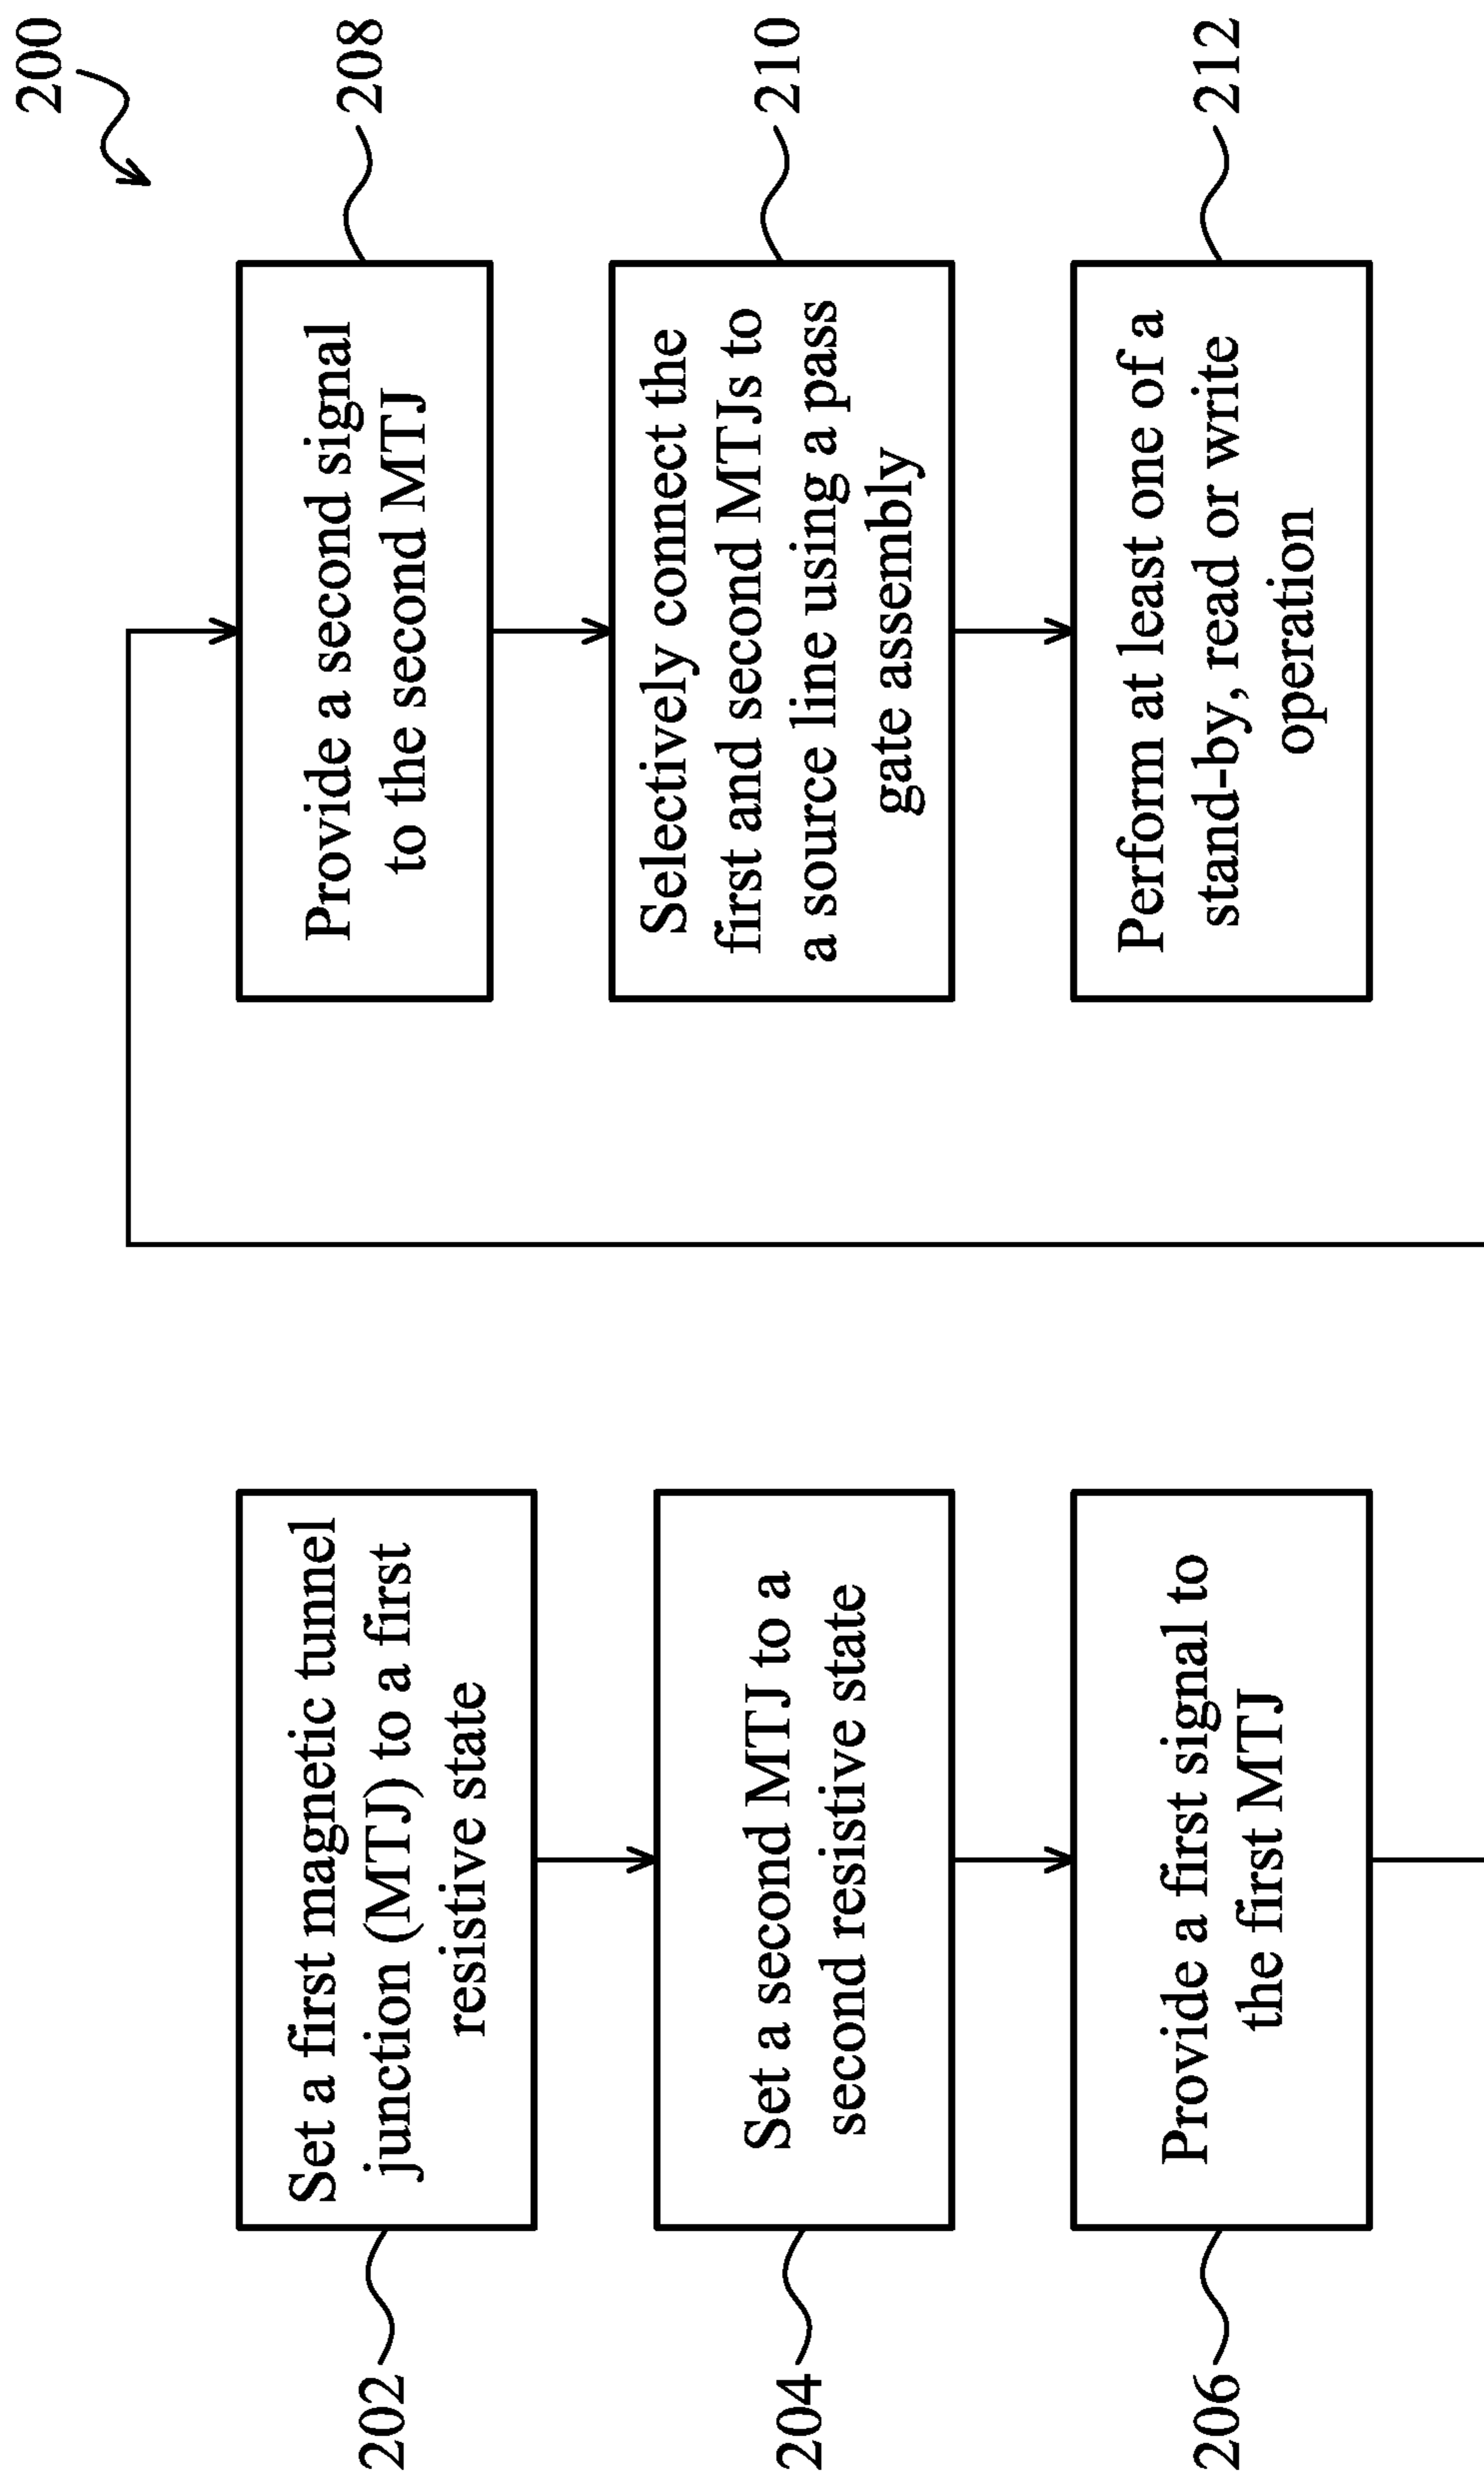 200
202
Set a first magnetic tunnel
junction (MTJ) to a first
resistive state
204
Set a second MTJ to a
second resistive state
206
Provide a first signal to
the first MTJ
208
Provide a second signal
to the second MTJ
210
Selectively connect the
first and second MTJs to
a source line using a pass
gate assembly
212
Perform at least one of a
stand-by, read or write
operation